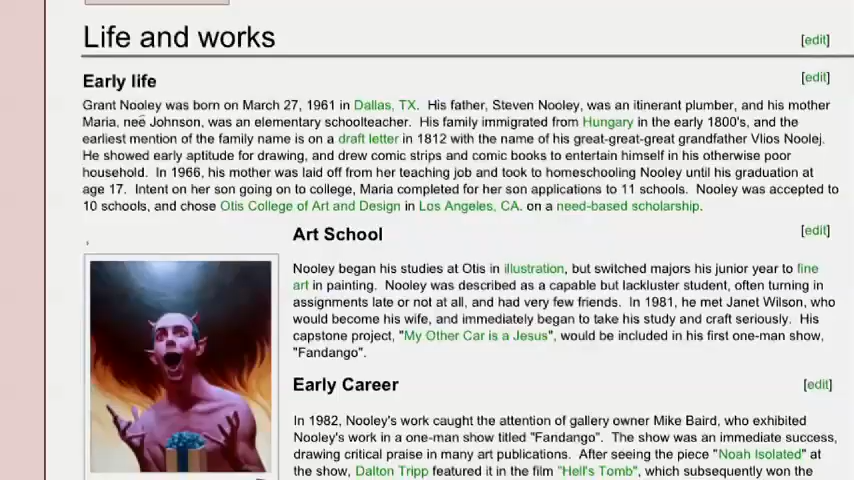 Life and works
[edit]
Early life
[edit]
Grant Nooley was born on March 27, 1961 in Dallas, TX. His father, Steven Nooley, was an itinerant plumber, and his mother
Maria, neé Johnson, was an elementary schoolteacher. His family immigrated from Hungary in the early 1800's, and the
earliest mention of the family name is on a draft letter in 1812 with the name of his great-great-great grandfather Vlios Noolej.
He showed early aptitude for drawing, and drew comic strips and comic books to entertain himself in his otherwise poor
household. In 1966, his mother was laid off from her teaching job and took to homeschooling Nooley until his graduation at
age 17. Intent on her son going on to college, Maria completed for her son applications to 11 schools. Nooley was accepted to
10 schools, and chose Otis College of Art and Design in Los Angeles, CA. on a need-based scholarship.
Art School
[edit]
Nooley began his studies at Otis in illustration, but switched majors his junior year to fine
art in painting. Nooley was described as a capable but lackluster student, often turning in
assignments late or not at all, and had very few friends. In 1981, he met Janet Wilson, who
would become his wife, and immediately began to take his study and craft seriously. His
capstone project, "My Other Car is a Jesus", would be included in his first one-man show,
"Fandango".
Early Career
[edit]
In 1982, Nooley's work caught the attention of gallery owner Mike Baird, who exhibited
Nooley's work in a one-man show titled "Fandango". The show was an immediate success,
drawing critical praise in many art publications. After seeing the piece "Noah Isolated" at
the show, Dalton Tripp featured it in the film "Hell's Tomb", which subsequently won the